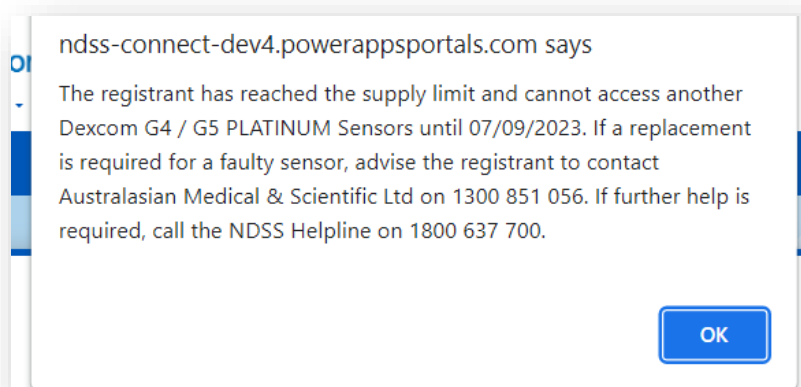 ndss-connect-dev4.powerappsportals.com says
The registrant has reached the supply limit and cannot access another
Dexcom G4 / G5 PLATINUM Sensors until 07/09/2023. If a replacement
is required for a faulty sensor, advise the registrant to contact
Australasian Medical & Scientific Ltd on 1300 851 056. If further help is
required, call the NDSS Helpline on 1800 637 700.
OK